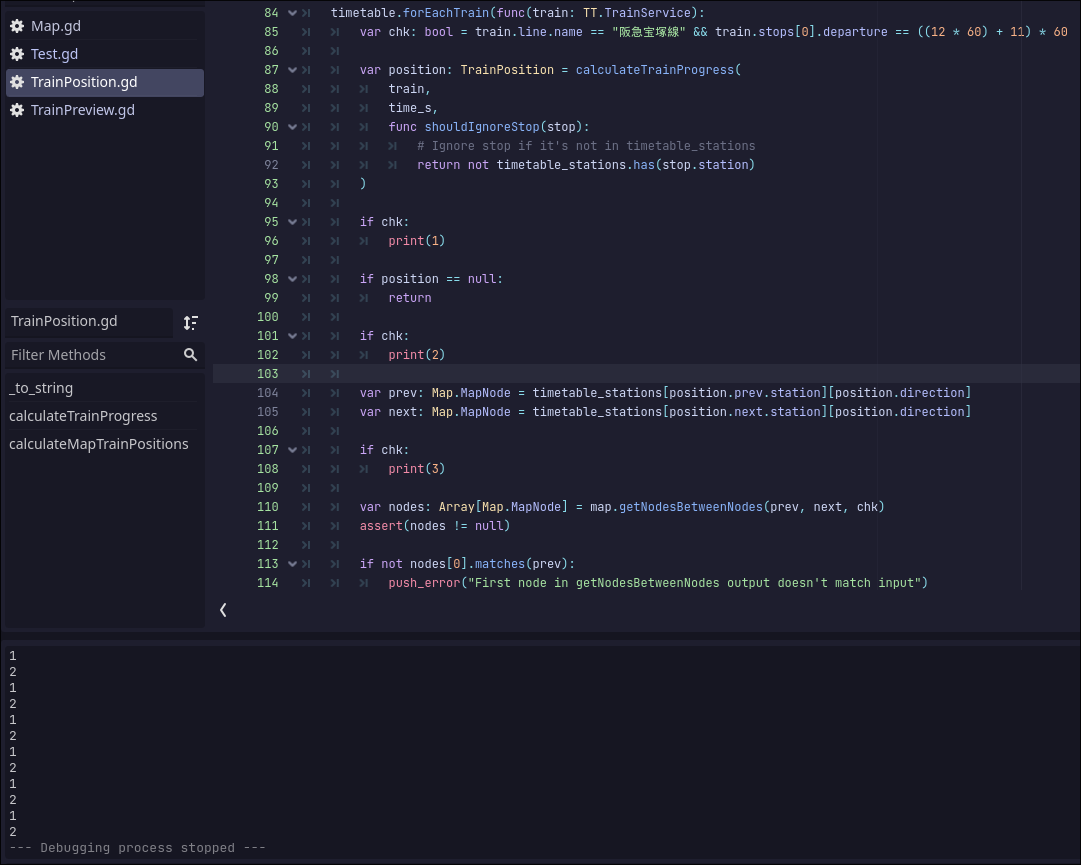 Map.gd
Test.gd
TrainPosition.gd
TrainPreview.gd
TrainPosition.gd
Filter Methods
_to_string
calculateTrainProgress
calculateMapTrainPositions
84 timetable.forEachTrain(func(train: TT.TrainService):
85 var chk: bool = train.line.name == "阪急宝塚線" && train.stops[0].departure == ((12 * 60) + 11) * 60
86
87 var position: TrainPosition = calculateTrainProgress(
88 train,
89 time_s,
90 func shouldIgnoreStop(stop):
91 # Ignore stop if it's not in timetable_stations
92 return not timetable_stations.has(stop.station)
93 )
94
95 if chk:
96 print(1)
97
98 if position == null:
99 return
100
101 if chk:
102 print(2)
103
104 var prev: Map.MapNode = timetable_stations[position.prev.station][position.direction]
105 var next: Map.MapNode = timetable_stations[position.next.station][position.direction]
106
107 if chk:
108 print(3)
109
110 var nodes: Array[Map.MapNode] = map.getNodesBetweenNodes(prev, next, chk)
111 assert(nodes != null)
112
113 if not nodes[0].matches(prev):
114 push_error("First node in getNodesBetweenNodes output doesn't match input")
1
2
1
2
1
2
1
2
1
2
1
2
--- Debugging process stopped ---